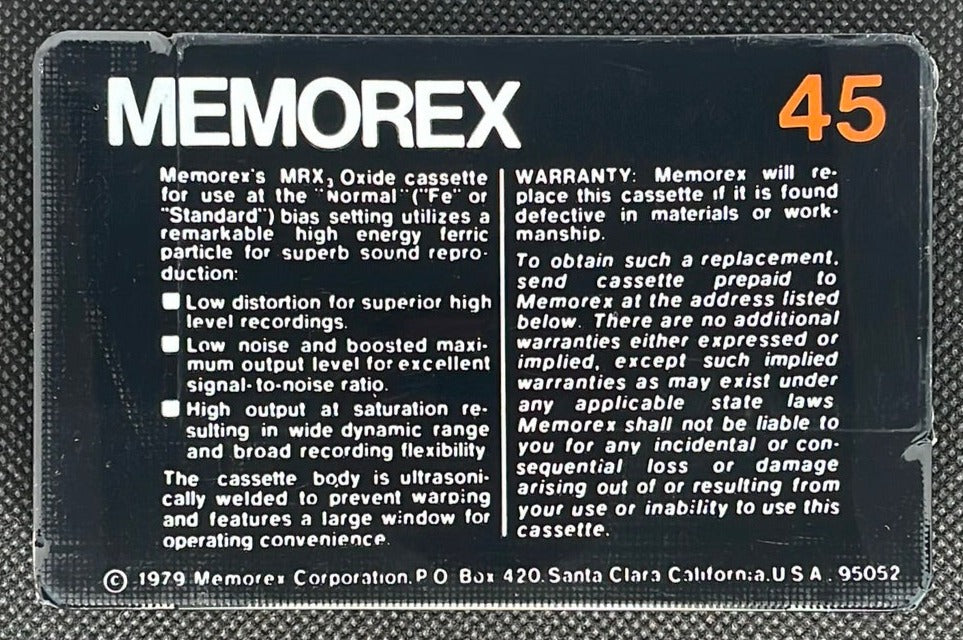 MEMOREX 45
Memorex's MRX₃ Oxide cassette
for use at the "Normal" ("Fe" or
"Standard") bias setting utilizes a
remarkable high energy ferric
particle for superb sound repro-
duction:
Low distortion for superior high
level recordings.
Low noise and boosted maxi-
mum output level for excellent
signal-to-noise ratio.
High output at saturation re-
sulting in wide dynamic range
and broad recording flexibility
The cassette body is ultrasoni-
cally welded to prevent warping
and features a large window for
operating convenience.
WARRANTY: Memorex will re-
place this cassette if it is found
defective in materials or work-
manship.
To obtain such a replacement,
send cassette prepaid to
Memorex at the address listed
below. There are no additional
warranties either expressed or
implied, except such implied
warranties as may exist under
any applicable state laws
Memorex shall not be liable to
you for any incidental or con-
sequential loss or damage
arising out of or resulting from
your use or inability to use this
cassette.
© 1979 Memorex Corporation. P.O. Box 420. Santa Clara California. U.S.A. 95052